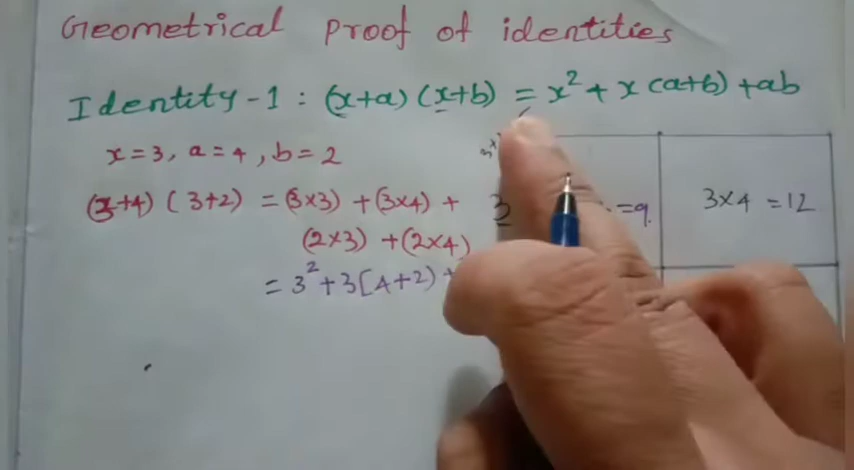 Geometrical Proof of identities
Identity-1 : (x+a) (x+b) = x² + x (a+b) + ab
x=3, a=4, b=2
(3+4) (3+2) = (3×3) + (3×4) +
(2×3) + (2×4)
= 3² + 3[4+2) +
3
=9
3×4 =12